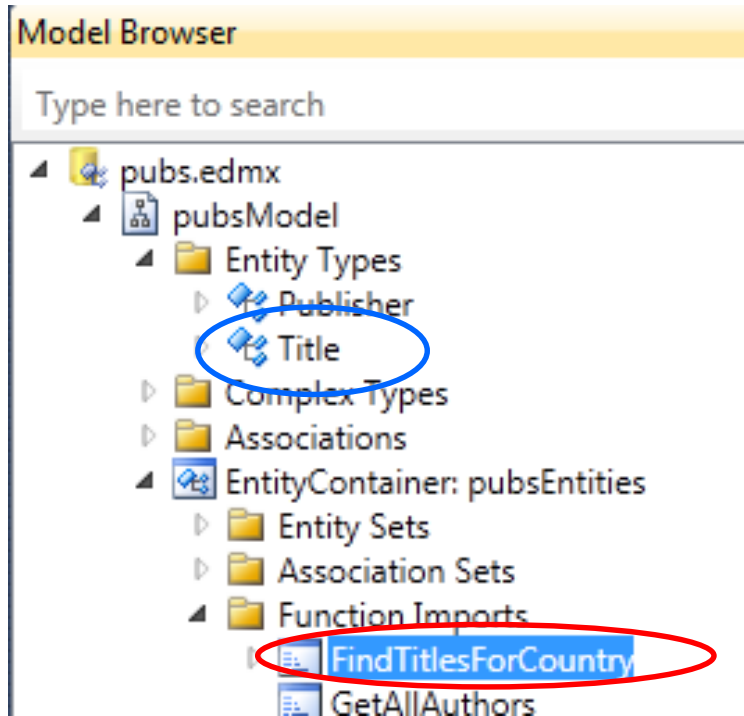 Model Browser
Type here to search
pubs.edmx
pubsModel
Entity Types
Publisher
Title
Complex Types
Associations
EntityContainer: pubsEntities
Entity Sets
Association Sets
Function Imports
FindTitlesForCountry
GetAllAuthors